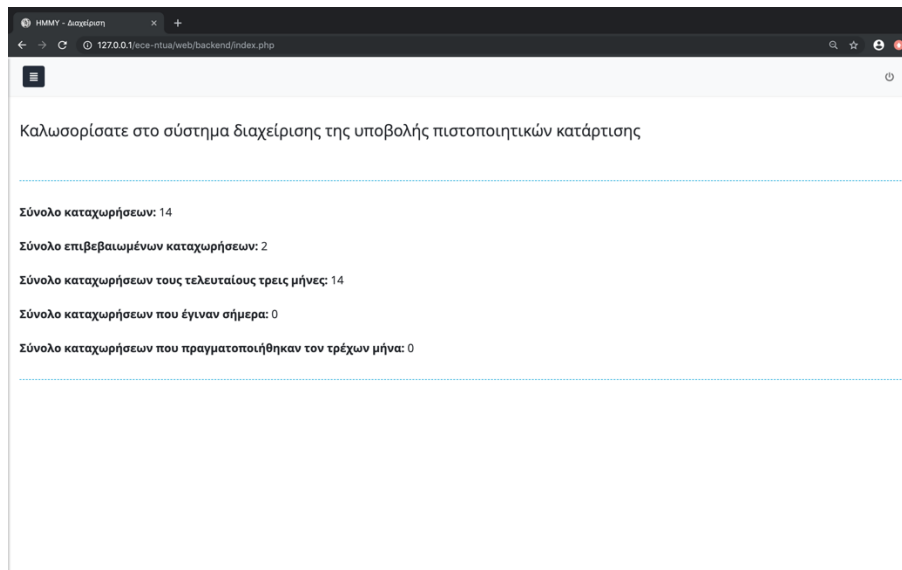 ΗΜΜΥ - Διαχείριση
127.0.0.1/ece-ntua/web/backend/index.php
Καλωσορίσατε στο σύστημα διαχείρισης της υποβολής πιστοποιητικών κατάρτισης
Σύνολο καταχωρήσεων: 14
Σύνολο επιβεβαιωμένων καταχωρήσεων: 2
Σύνολο καταχωρήσεων τους τελευταίους τρεις μήνες: 14
Σύνολο καταχωρήσεων που έγιναν σήμερα: 0
Σύνολο καταχωρήσεων που πραγματοποιήθηκαν τον τρέχων μήνα: 0